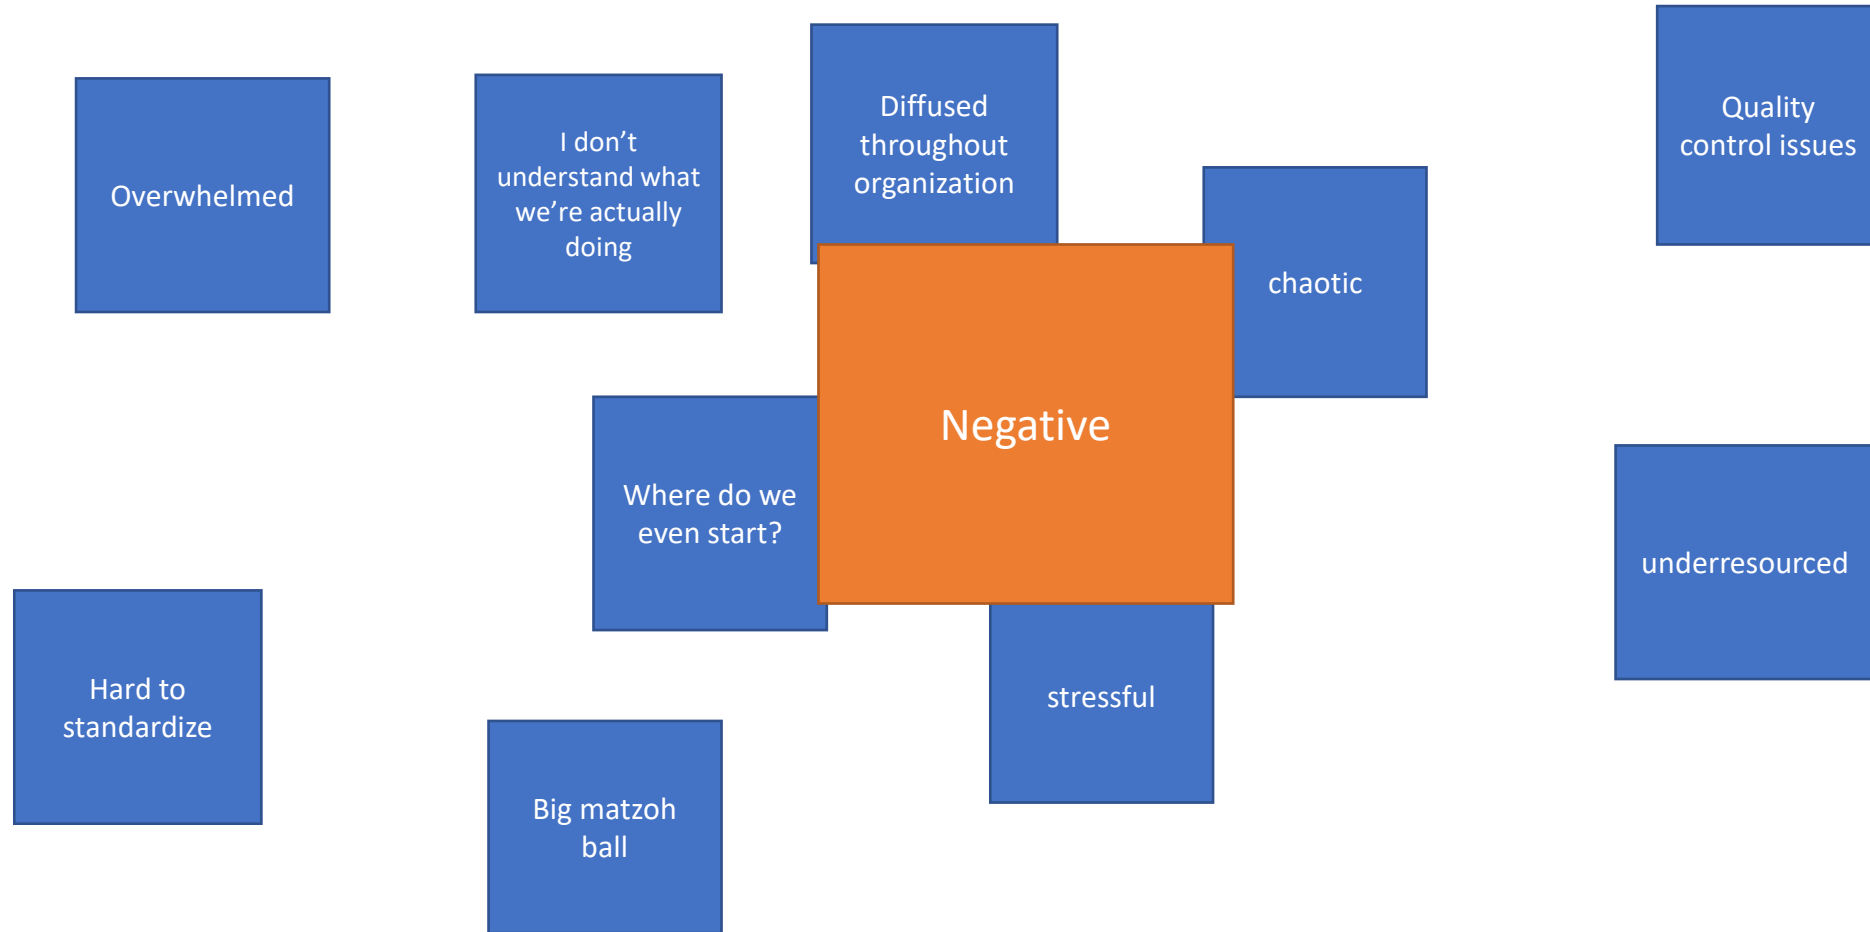 Overwhelmed
I don’t
understand what
we’re actually
doing
Diffused
throughout
organization
chaotic
Quality
control issues
Negative
Where do we
even start?
underresourced
Hard to
standardize
stressful
Big matzoh
ball